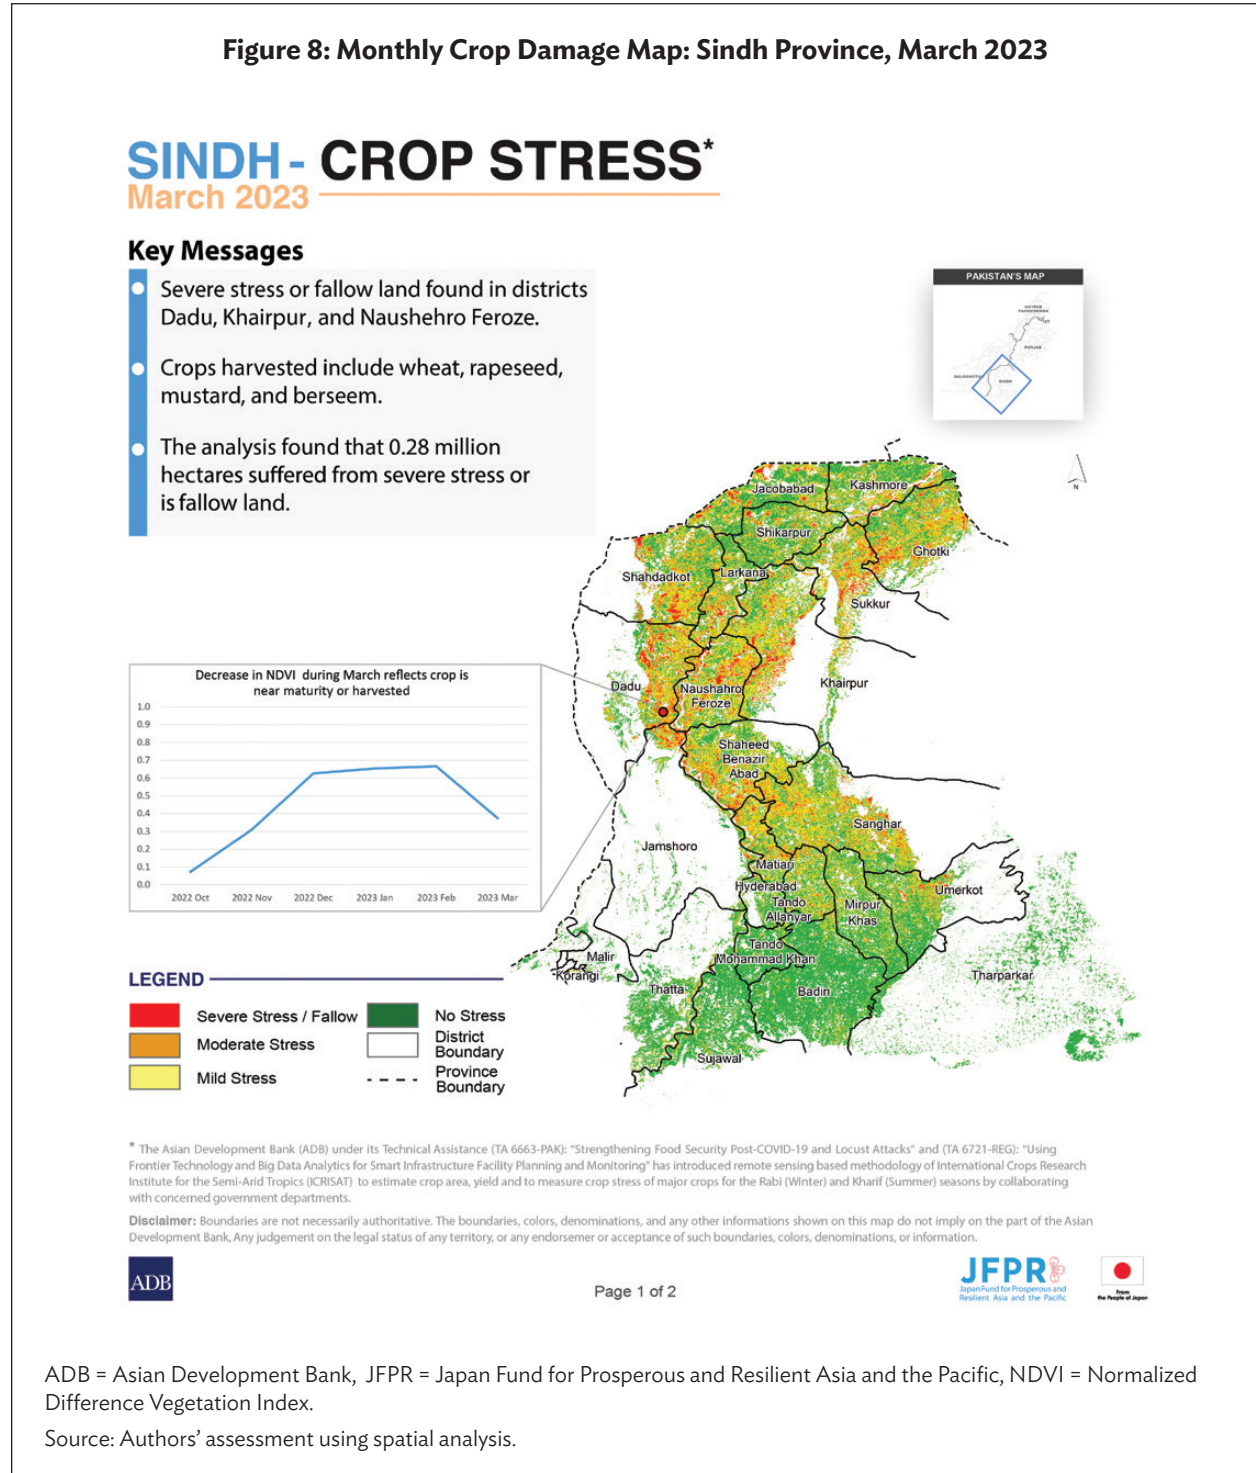 Figure 8: Monthly Crop Damage Map: Sindh Province, March 2023
SINDH - CROP STRESS*
March 2023
Key Messages
Severe stress or fallow land found in districts
Dadu, Khairpur, and Naushehro Feroze.
Crops harvested include wheat, rapeseed,
mustard, and berseem.
The analysis found that 0.28 million
hectares suffered from severe stress or
is fallow land.
PAKISTAN'S MAP
PUNJAB
SINDH
N
Jacobabad
Kashmore
Shikarpur
Ghotki
Shahdadkot
Larkana
Sukkur
Dadu
Naushahro
Feroze
Khairpur
Shaheed
Benazir
Abad
Sanghar
Jamshoro
Matiari
Hyderabad
Tando
Allahyar
Mirpur
Khas
Umerkot
Tando
Mohammad Khan
Malir
Korangi
Thatta
Badin
Tharparkar
Sujawal
Decrease in NDVI during March reflects crop is
near maturity or harvested
1.0
0.9
0.8
0.7
0.6
0.5
0.4
0.3
0.2
0.1
0.0
2022 Oct 2022 Nov 2022 Dec 2023 Jan 2023 Feb 2023 Mar
LEGEND
Severe Stress / Fallow
No Stress
Moderate Stress
District
Boundary
Mild Stress
Province
Boundary
* The Asian Development Bank (ADB) under its Technical Assistance (TA 6663-PAK): "Strengthening Food Security Post-COVID-19 and Locust Attacks" and (TA 6721-REG): "Using
Frontier Technology and Big Data Analytics for Smart Infrastructure Facility Planning and Monitoring" has introduced remote sensing based methodology of International Crops Research
Institute for the Semi-Arid Tropics (ICRISAT) to estimate crop area, yield and to measure crop stress of major crops for the Rabi (Winter) and Kharif (Summer) seasons by collaborating
with concerned government departments.
Disclaimer: Boundaries are not necessarily authoritative. The boundaries, colors, denominations, and any other informations shown on this map do not imply on the part of the Asian
Development Bank, Any judgement on the legal status of any territory, or any endorsemer or acceptance of such boundaries, colors, denominations, or information.
ADB
Page 1 of 2
JFPR
Japan Fund for Prosperous and
Resilient Asia and the Pacific
From
the People of Japan
ADB = Asian Development Bank, JFPR = Japan Fund for Prosperous and Resilient Asia and the Pacific, NDVI = Normalized
Difference Vegetation Index.
Source: Authors' assessment using spatial analysis.